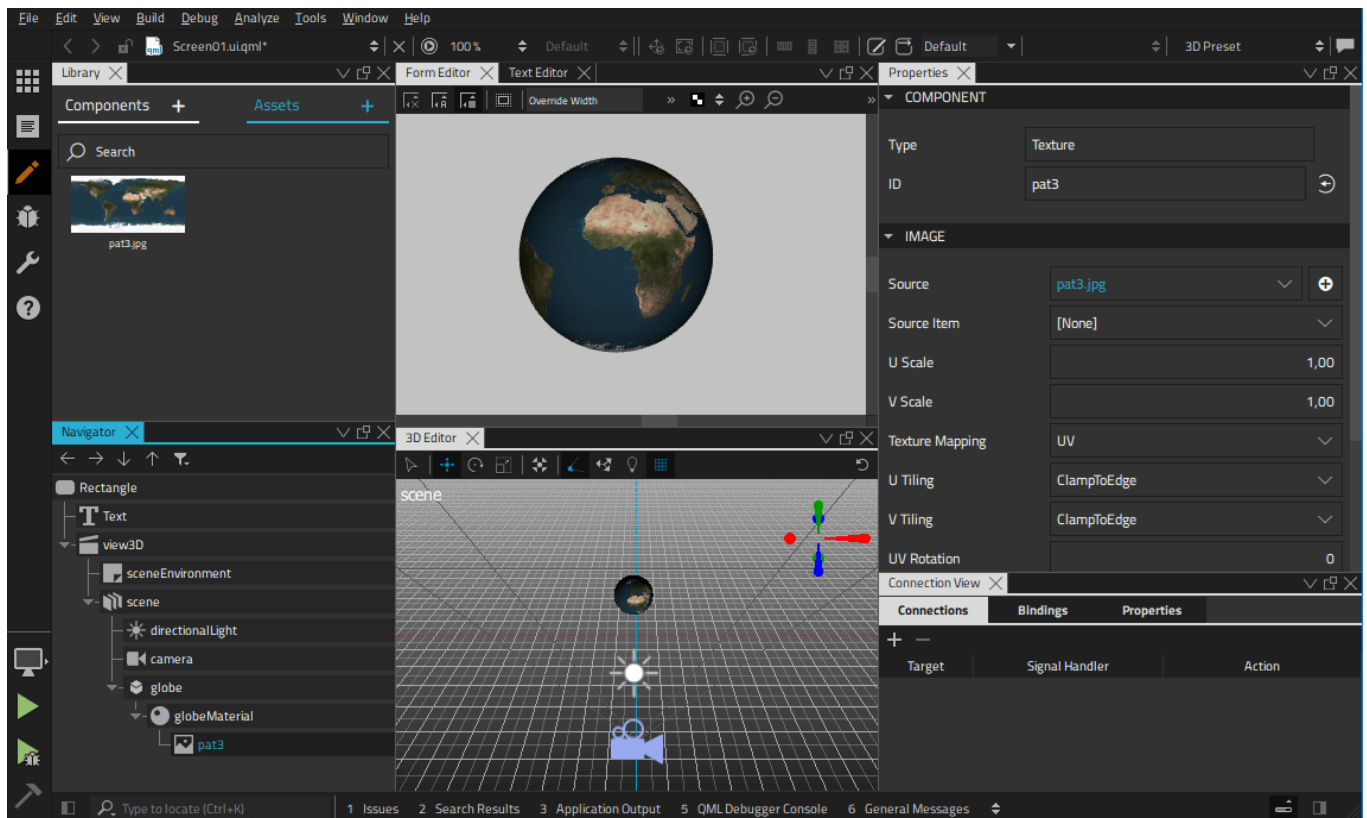 File Edit View Build Debug Analyze Tools Window Help
qml Screen01.ui.qml* 100% Default Default 3D Preset
Library Form Editor Text Editor Properties
Components + Assets +
Override Width » »
COMPONENT
Search
Type Texture
ID pat3
pat3.jpg
IMAGE
Source pat3.jpg
Source Item [None]
U Scale 1,00
V Scale 1,00
Navigator
3D Editor
Texture Mapping UV
U Tiling ClampToEdge
V Tiling ClampToEdge
UV Rotation 0
Rectangle
Text
view3D
sceneEnvironment
scene
directionalLight
camera
globe
globeMaterial
pat3
scene
Connection View
Connections Bindings Properties
Target Signal Handler Action
Type to locate (Ctrl+K) 1 Issues 2 Search Results 3 Application Output 5 QML Debugger Console 6 General Messages